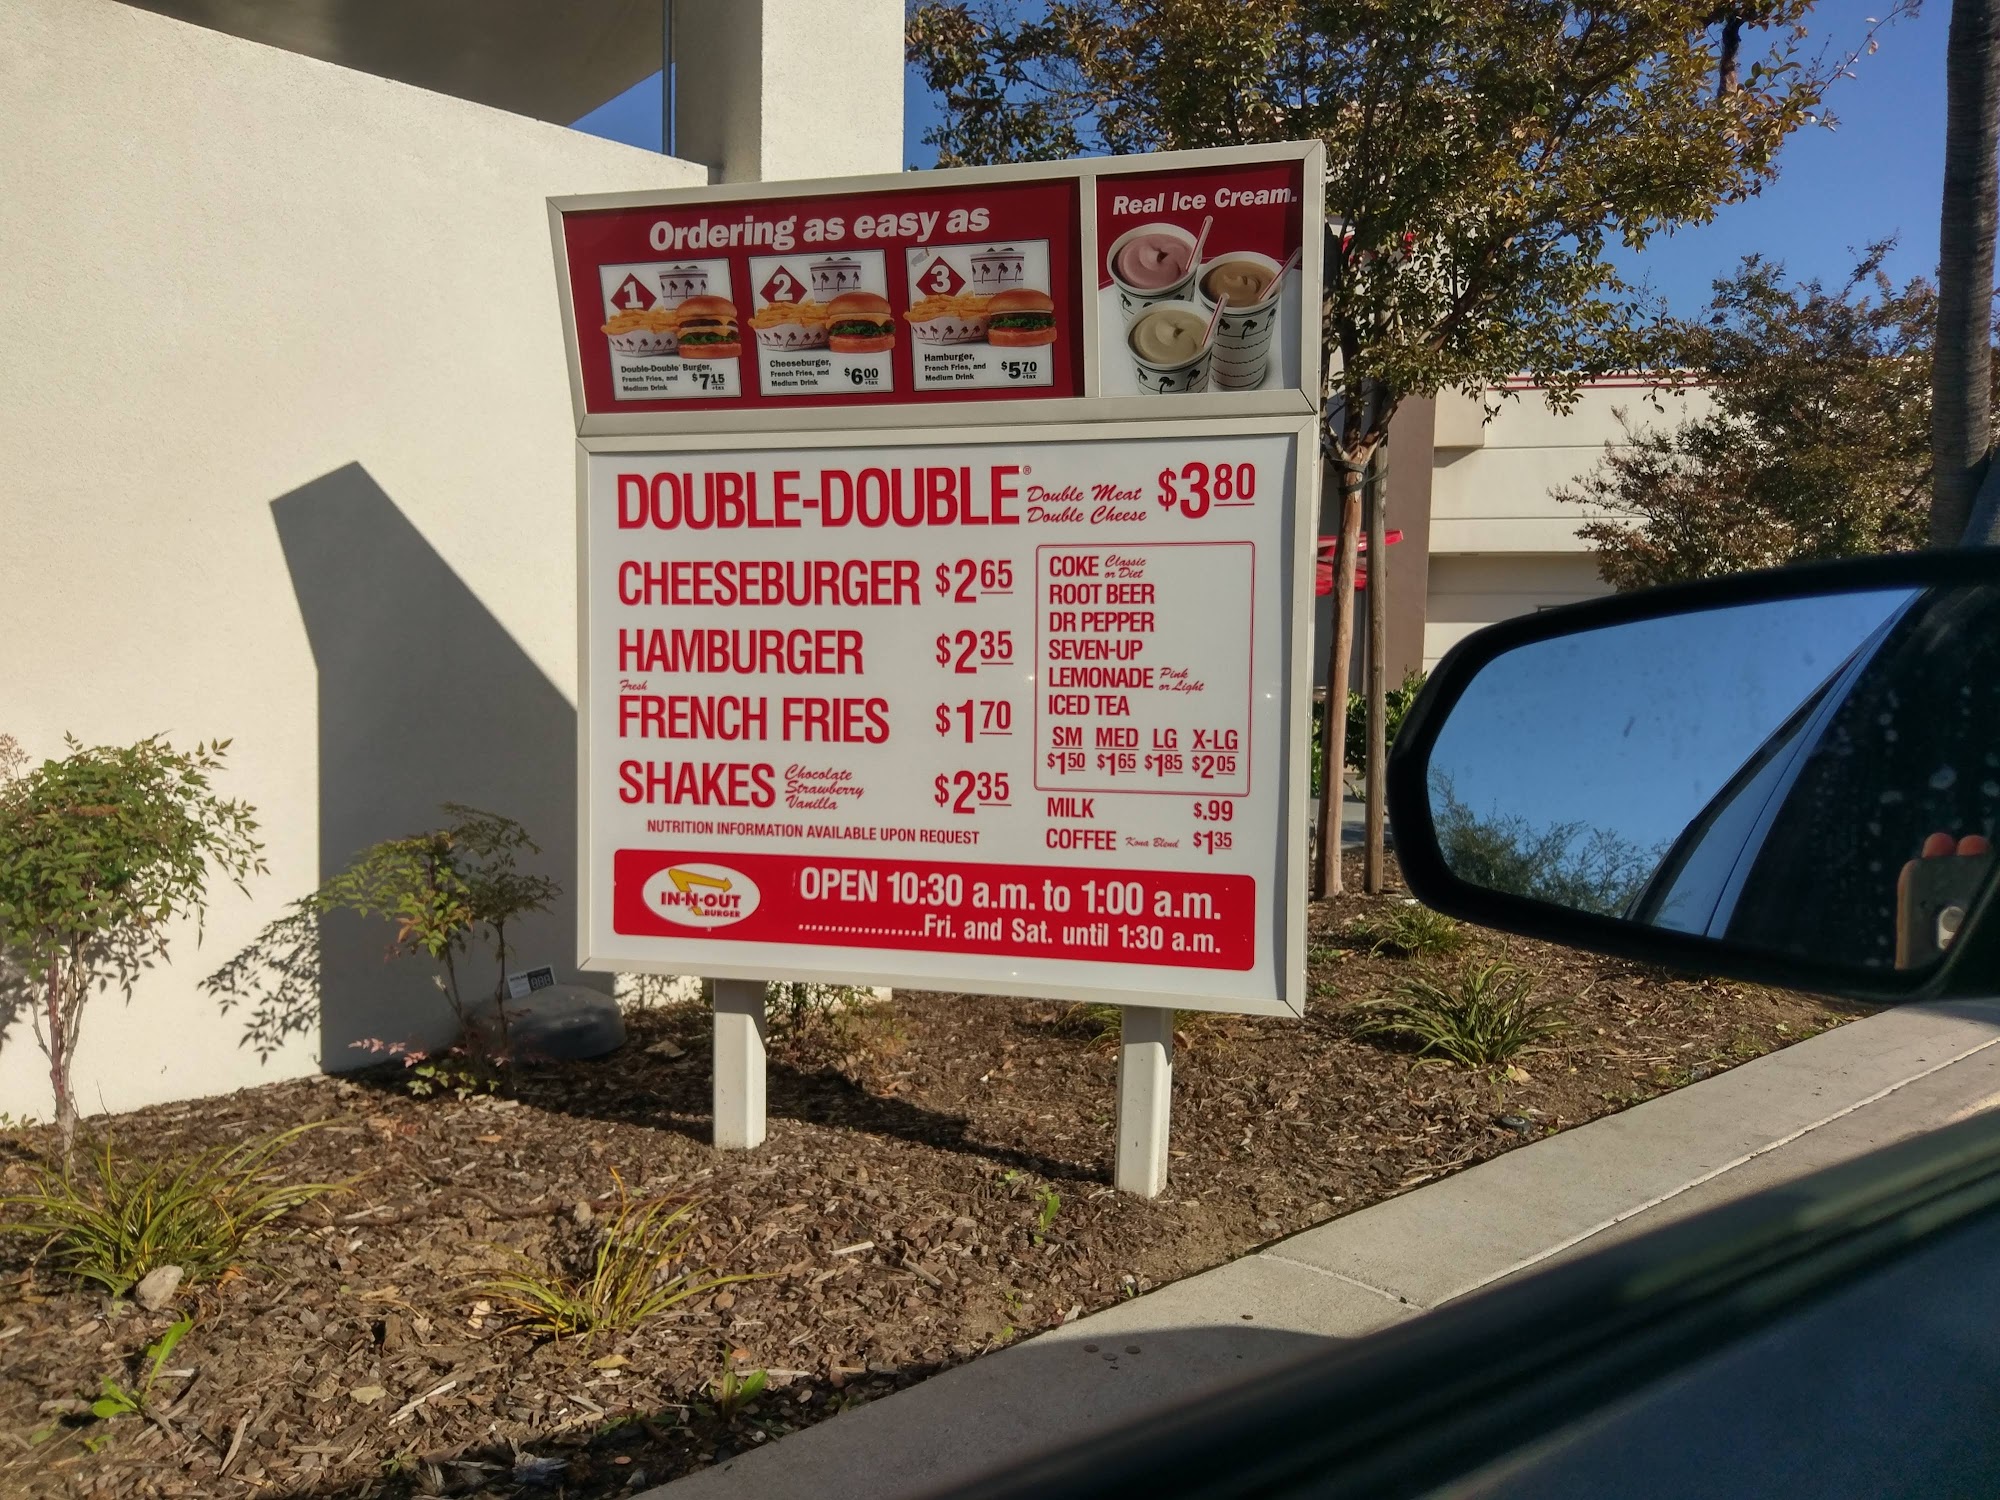 Ordering as easy as
Real Ice Cream.
1
Double-Double® Burger,
French Fries, and
Medium Drink
$7.15
+tax
2
Cheeseburger,
French Fries, and
Medium Drink
$6.00
+tax
3
Hamburger,
French Fries, and
Medium Drink
$5.70
+tax
DOUBLE-DOUBLE® Double Meat Double Cheese $3.80
CHEESEBURGER $2.65
HAMBURGER $2.35
Fresh
FRENCH FRIES $1.70
SHAKES Chocolate Strawberry Vanilla $2.35
NUTRITION INFORMATION AVAILABLE UPON REQUEST
COKE Classic or Diet
ROOT BEER
DR PEPPER
SEVEN-UP
LEMONADE Pink or Light
ICED TEA
SM MED LG X-LG
$1.50 $1.65 $1.85 $2.05
MILK $.99
COFFEE Kona Blend $1.35
IN-N-OUT
BURGER
OPEN 10:30 a.m. to 1:00 a.m.
...................Fri. and Sat. until 1:30 a.m.